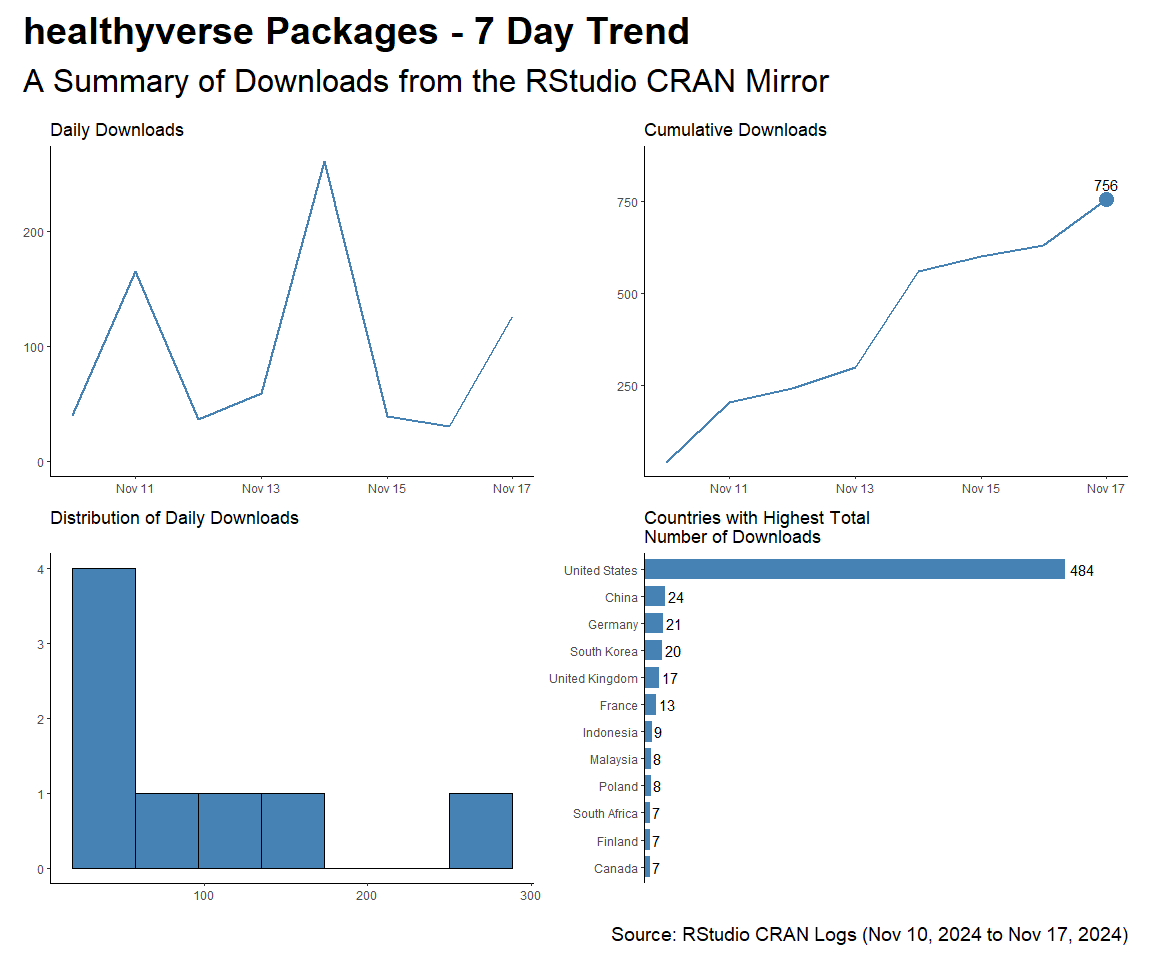 healthyverse Packages - 7 Day Trend
A Summary of Downloads from the RStudio CRAN Mirror
Daily Downloads
200
100
0
Nov 11
Nov 13
Nov 15
Nov 17
Cumulative Downloads
756
750
500
250
Nov 11
Nov 13
Nov 15
Nov 17
Distribution of Daily Downloads
4
3
2
1
0
100
200
300
Countries with Highest Total
Number of Downloads
United States 484
China 24
Germany 21
South Korea 20
United Kingdom 17
France 13
Indonesia 9
Malaysia 8
Poland 8
South Africa 7
Finland 7
Canada 7
Source: RStudio CRAN Logs (Nov 10, 2024 to Nov 17, 2024)